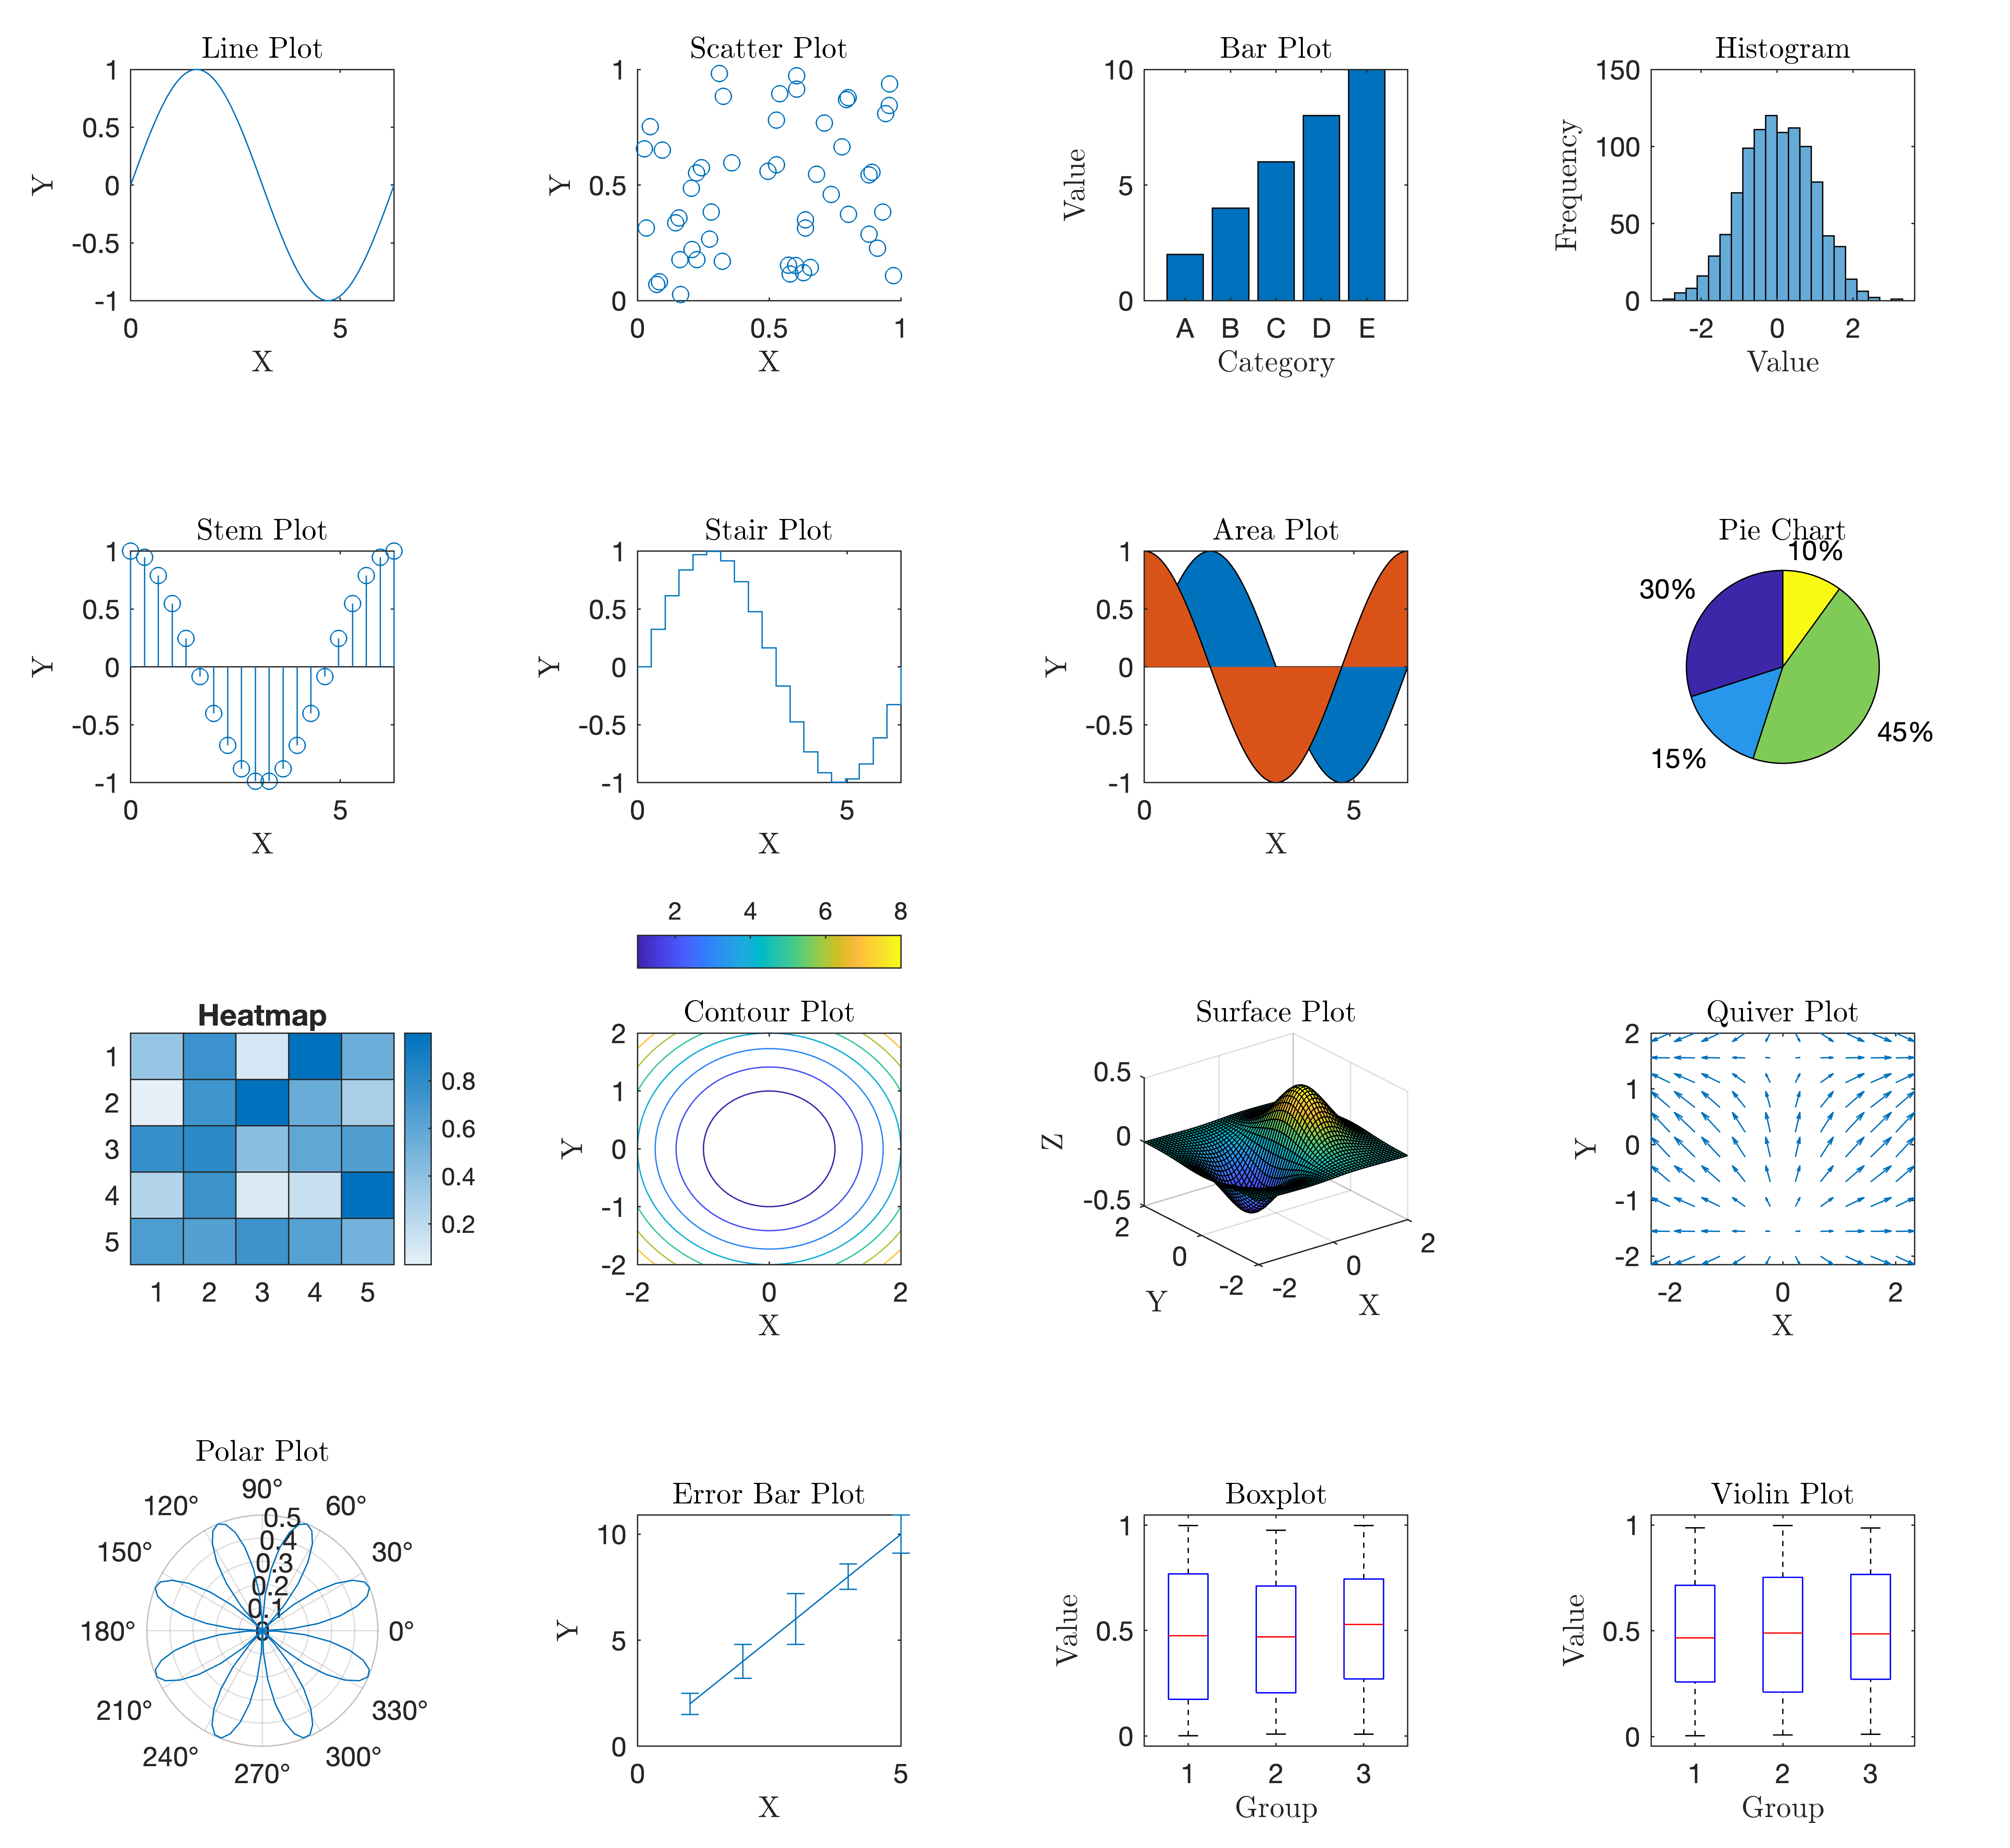 Line Plot
1
0.5
0
-0.5
-1
0
5
X
Y
Scatter Plot
1
0.5
0
0
0.5
1
X
Y
Bar Plot
10
5
0
A
B
C
D
E
Category
Value
Histogram
150
100
50
0
-2
0
2
Value
Frequency
Stem Plot
1
0.5
0
-0.5
-1
0
5
X
Y
Stair Plot
1
0.5
0
-0.5
-1
0
5
X
Y
Area Plot
1
0.5
0
-0.5
-1
0
5
X
Y
Pie Chart
10%
30%
45%
15%
Heatmap
1
2
3
4
5
1
2
3
4
5
0.8
0.6
0.4
0.2
2
4
6
8
Contour Plot
2
1
0
-1
-2
-2
0
2
X
Y
Surface Plot
0.5
0
-0.5
Z
2
0
-2
Y
-2
0
2
X
Quiver Plot
2
1
0
-1
-2
-2
0
2
X
Y
Polar Plot
90°
120°
60°
150°
30°
180°
0°
210°
330°
240°
300°
270°
0.5
0.4
0.3
0.2
0.1
0
Error Bar Plot
10
5
0
0
5
X
Y
Boxplot
1
0.5
0
1
2
3
Group
Value
Violin Plot
1
0.5
0
1
2
3
Group
Value